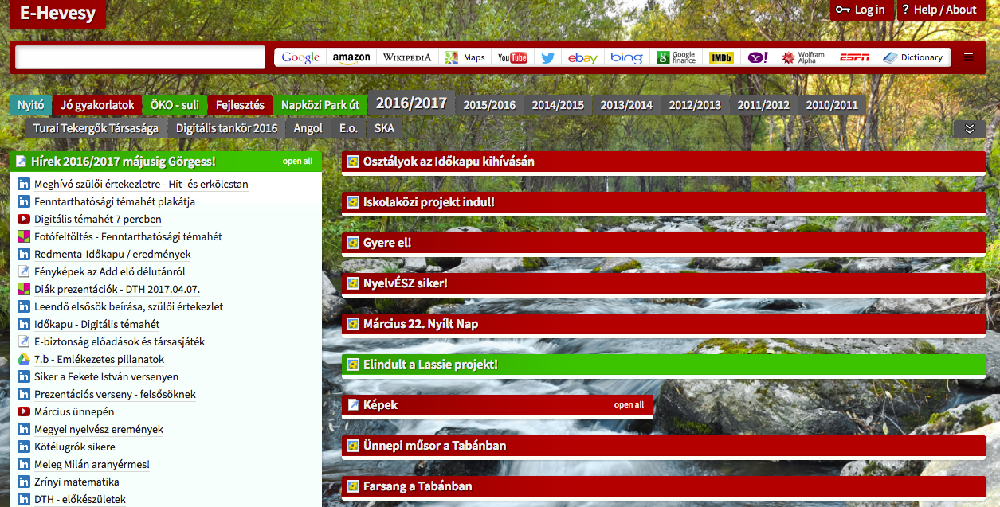 E-Hevesy
Log in
? Help / About
Google amazon WIKIPEDIA Maps YouTube ebay bing Google finance IMDb Y! Wolfram Alpha ESPN Dictionary
Nyitó Jó gyakorlatok ÖKO - suli Fejlesztés Napközi Park út 2016/2017 2015/2016 2014/2015 2013/2014 2012/2013 2011/2012 2010/2011
Turai Tekergők Társasága Digitális tankör 2016 Angol E.o. SKA
Hírek 2016/2017 májusig Görgess! open all
Meghívó szülői értekezletre - Hit- és erkölcstan
Fenntarthatósági témahét plakátja
Digitális témahét 7 percben
Fotófeltöltés - Fenntarthatósági témahét
Redmenta-Időkapu / eredmények
Fényképek az Add elő délutánról
Diák prezentációk - DTH 2017.04.07.
Leendő elsősök beírása, szülői értekezlet
Időkapu - Digitális témahét
E-biztonság előadások és társasjáték
7.b - Emlékezetes pillanatok
Siker a Fekete István versenyen
Prezentációs verseny - felsősöknek
Március ünnepén
Megyei nyelvész eremények
Kötélugrók sikere
Meleg Milán aranyérmes!
Zrínyi matematika
DTH - előkészületek
Osztályok az Időkapu kihívásán
Iskolaközi projekt indul!
Gyere el!
NyelvÉSZ siker!
Március 22. Nyílt Nap
Elindult a Lassie projekt!
Képek open all
Ünnepi műsor a Tabánban
Farsang a Tabánban